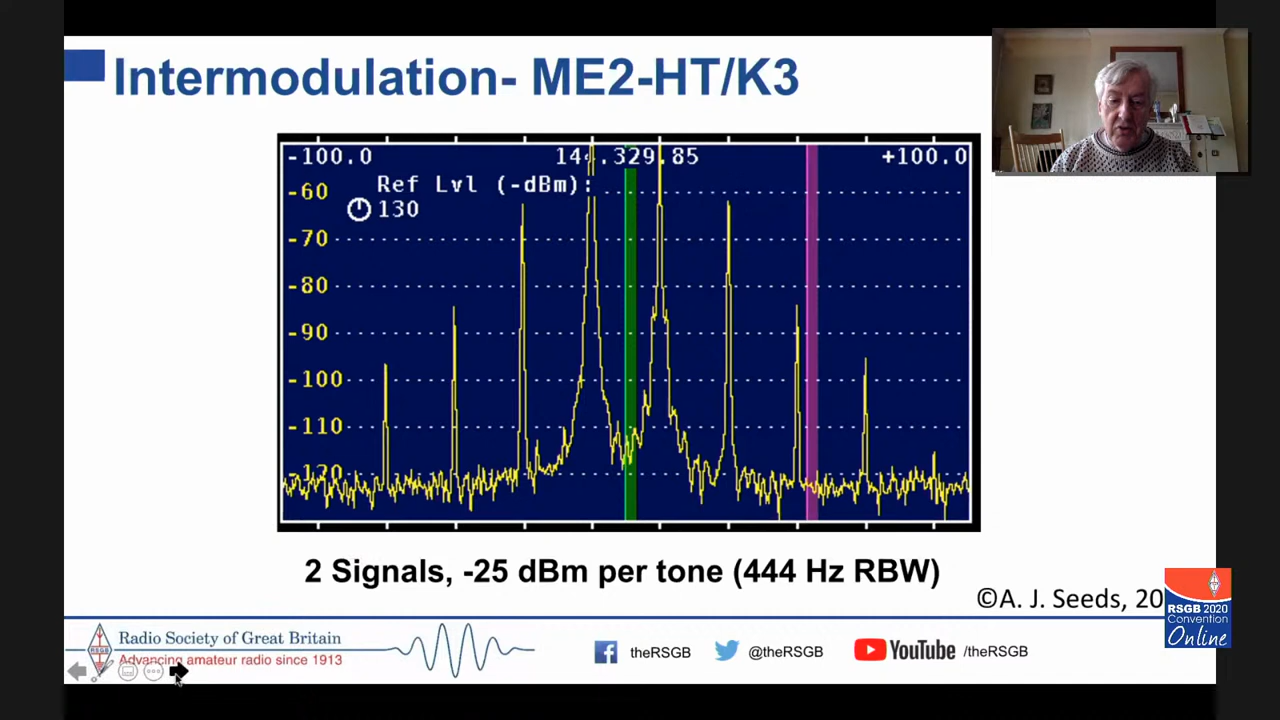 Intermodulation- ME2-HT/K3
-100.0 144.329.85 +100.0
Ref Lvl (-dBm):
130
-60
-70
-80
-90
-100
-110
-120
2 Signals, -25 dBm per tone (444 Hz RBW)
©A. J. Seeds, 20
RSGB 2020
Convention
Online
Radio Society of Great Britain
Advancing amateur radio since 1913
RSGB
theRSGB
@theRSGB
YouTube /theRSGB